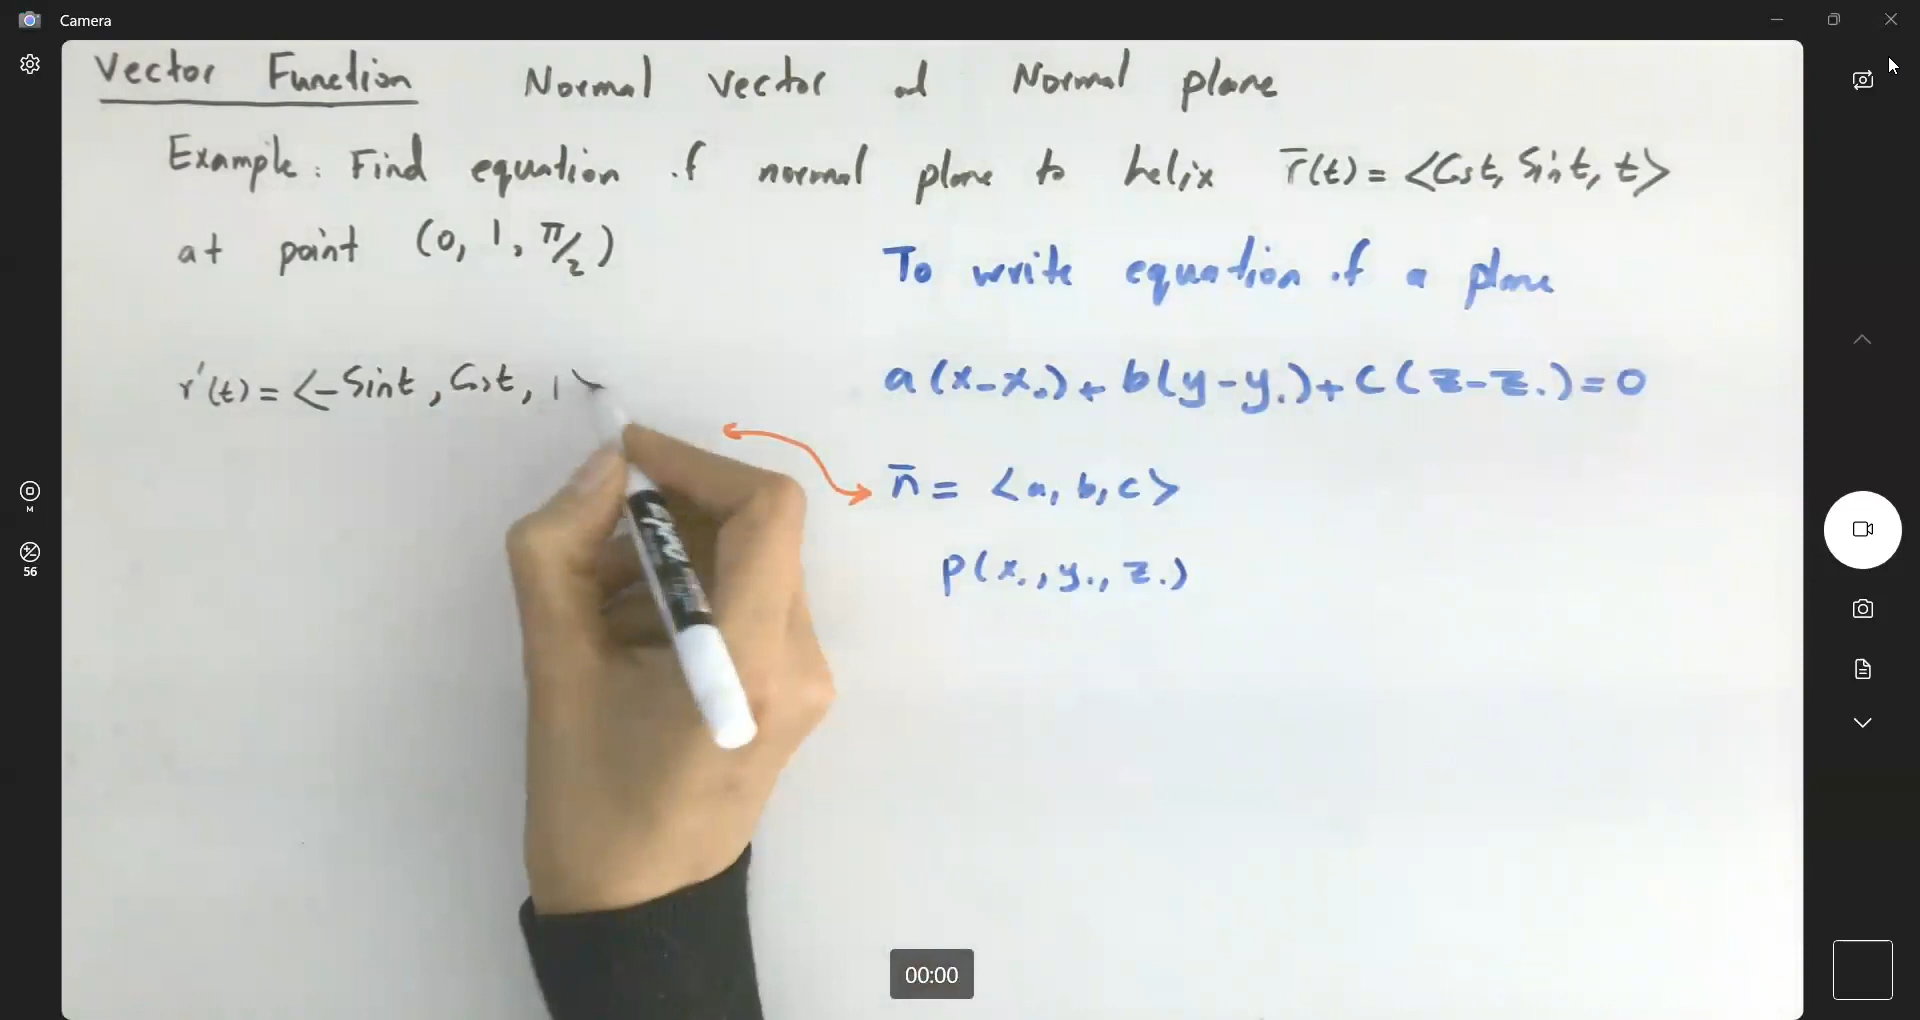 Camera
Vector Function Normal vector and Normal plane
Example: Find equation of normal plane to helix r̄(t) = <Cost, Sint, t>
at point (0, 1, π/2)
To write equation of a plane
r'(t) = <-Sint, Cost, 1>
a(x-x₀) + b(y-y₀) + c(z-z₀) = 0
n̄ = <a, b, c>
P(x₀, y₀, z₀)
M
56
00:00